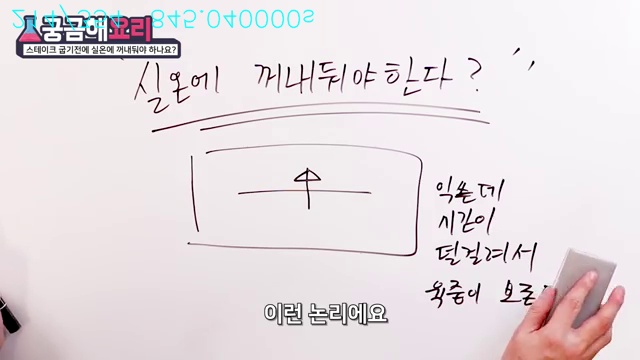 845.040000s
궁금해요리
스테이크 굽기전에 실온에 꺼내둬야 하나요?
실온에 꺼내둬야한다?
익는데
시간이
덜걸려서
육즙이 보존
이런 논리에요